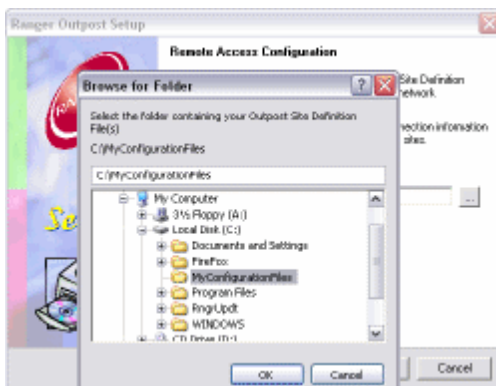 Ranger Outpost Setup
Remote Access Configuration
Site Definition
network.
nection information
sites.
...
Cancel
Browse for Folder
Select the folder containing your Outpost Site Definition
File(s)
C:\MyConfigurationFiles
C:\MyConfigurationFiles
My Computer
3½ Floppy (A:)
Local Disk (C:)
Documents and Settings
FireFox
MyConfigurationFiles
Program Files
RngrUpdt
WINDOWS
CD Drive (D:)
OK
Cancel
Se